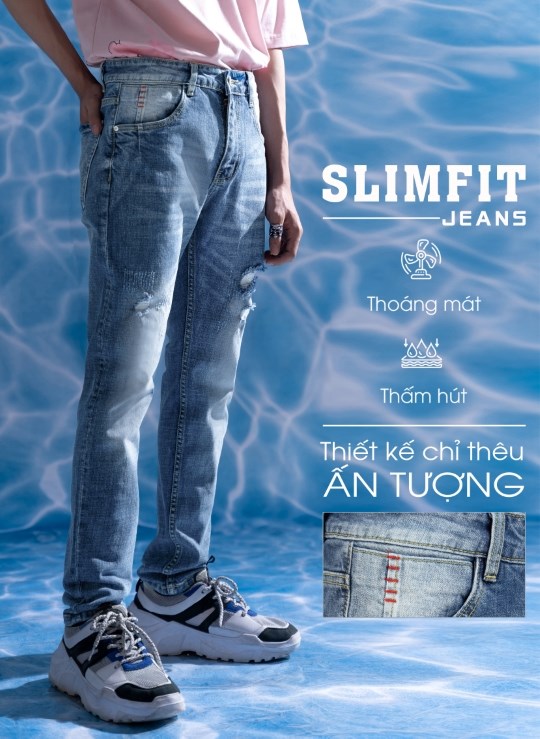 SLIMFIT
JEANS
Thoáng mát
Thấm hút
Thiết kế chỉ thêu
ẤN TƯỢNG